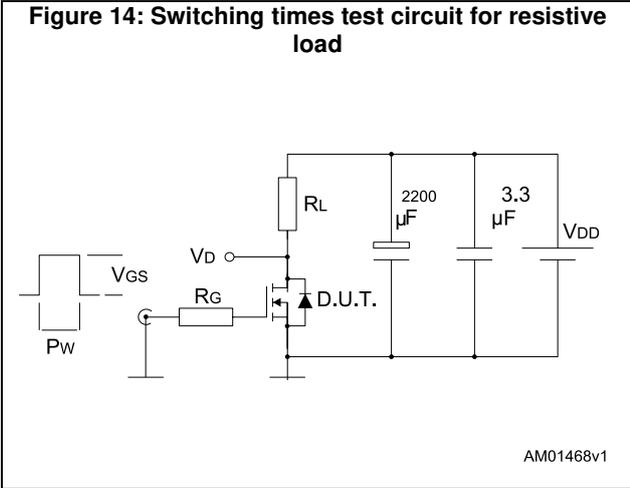 Figure 14: Switching times test circuit for resistive
load
RL
2200
μF
3.3
μF
VDD
VD
VGS
RG
D.U.T.
PW
AM01468v1